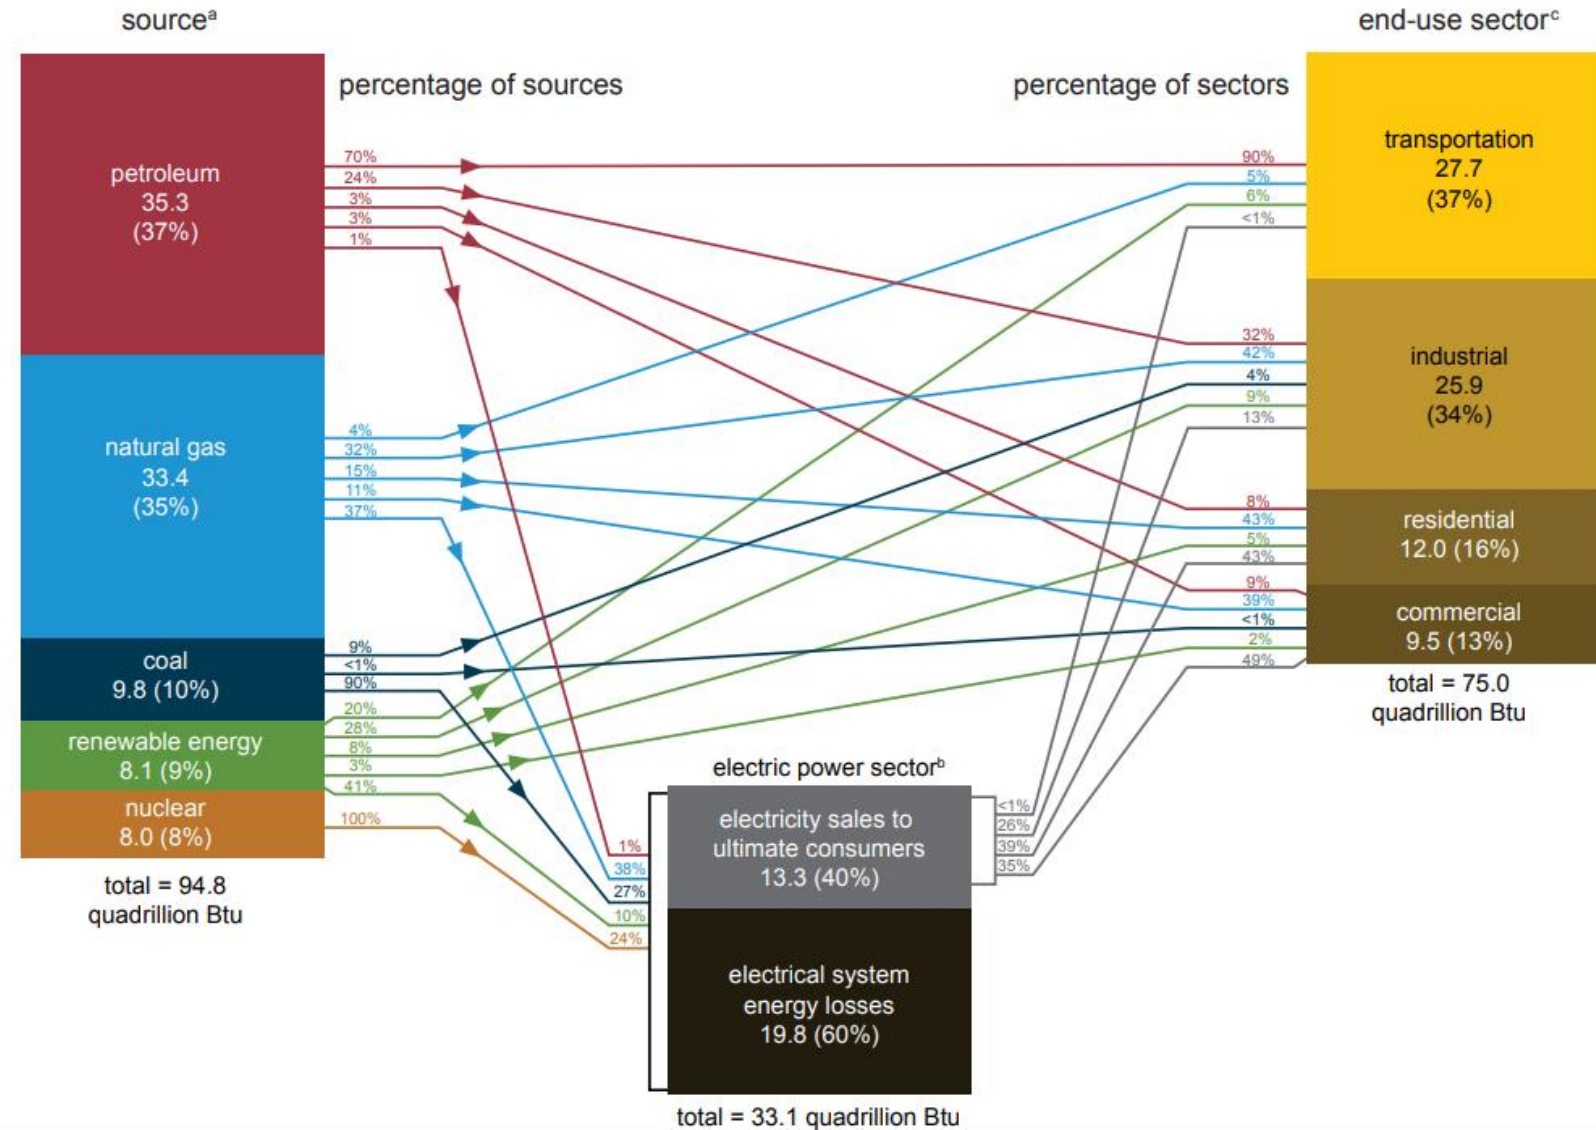 sourceᵃ
end-use sectorᶜ
percentage of sources
percentage of sectors
petroleum
35.3
(37%)
70%
24%
3%
3%
1%
natural gas
33.4
(35%)
4%
32%
15%
11%
37%
coal
9.8 (10%)
9%
<1%
90%
renewable energy
8.1 (9%)
20%
28%
8%
3%
41%
nuclear
8.0 (8%)
100%
total = 94.8
quadrillion Btu
electric power sectorᵇ
1%
38%
27%
10%
24%
electricity sales to
ultimate consumers
13.3 (40%)
electrical system
energy losses
19.8 (60%)
total = 33.1 quadrillion Btu
<1%
26%
39%
35%
90%
5%
6%
<1%
transportation
27.7
(37%)
32%
42%
4%
9%
13%
industrial
25.9
(34%)
8%
43%
5%
43%
residential
12.0 (16%)
9%
39%
<1%
2%
49%
commercial
9.5 (13%)
total = 75.0
quadrillion Btu